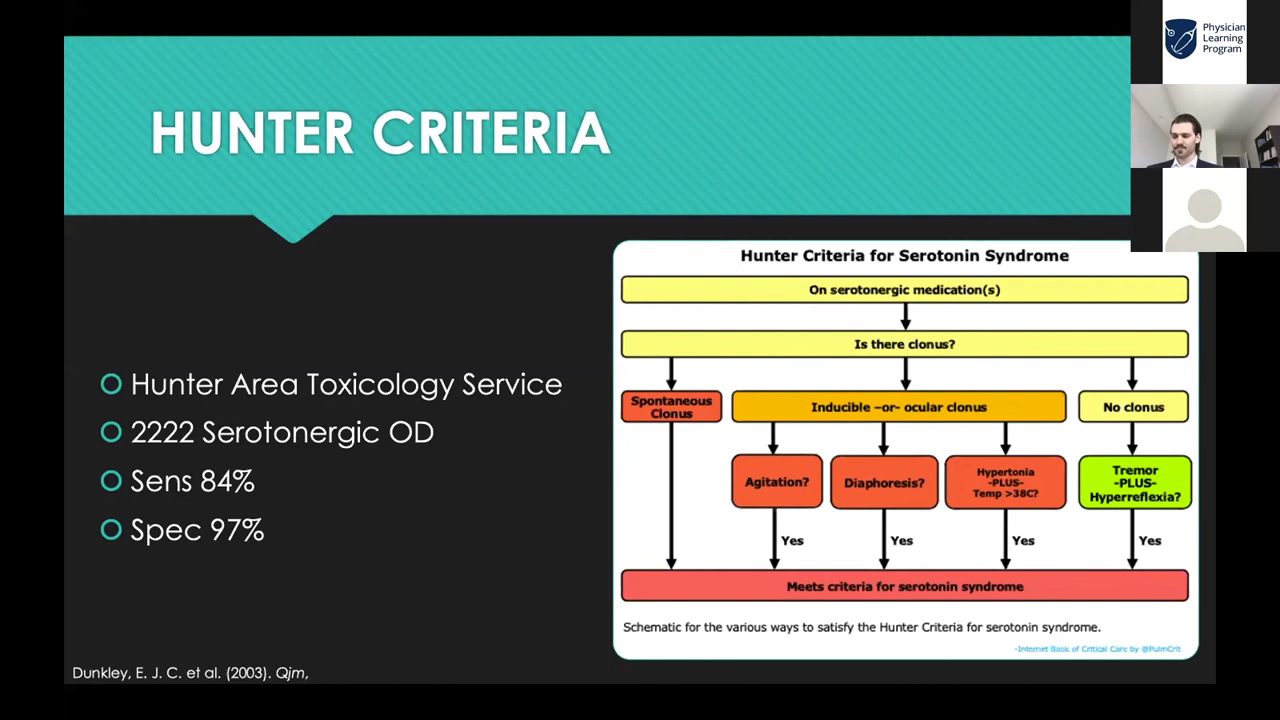 Physician
Learning
Program
HUNTER CRITERIA
Hunter Area Toxicology Service
2222 Serotonergic OD
Sens 84%
Spec 97%
Dunkley, E. J. C. et al. (2003). Qjm,
Hunter Criteria for Serotonin Syndrome
On serotonergic medication(s)
Is there clonus?
Spontaneous
Clonus
Inducible –or- ocular clonus
No clonus
Agitation?
Diaphoresis?
Hypertonia
-PLUS-
Temp >38C?
Tremor
-PLUS-
Hyperreflexia?
Yes
Yes
Yes
Yes
Meets criteria for serotonin syndrome
Schematic for the various ways to satisfy the Hunter Criteria for serotonin syndrome.
-Internet Book of Critical Care by @PulmCrit